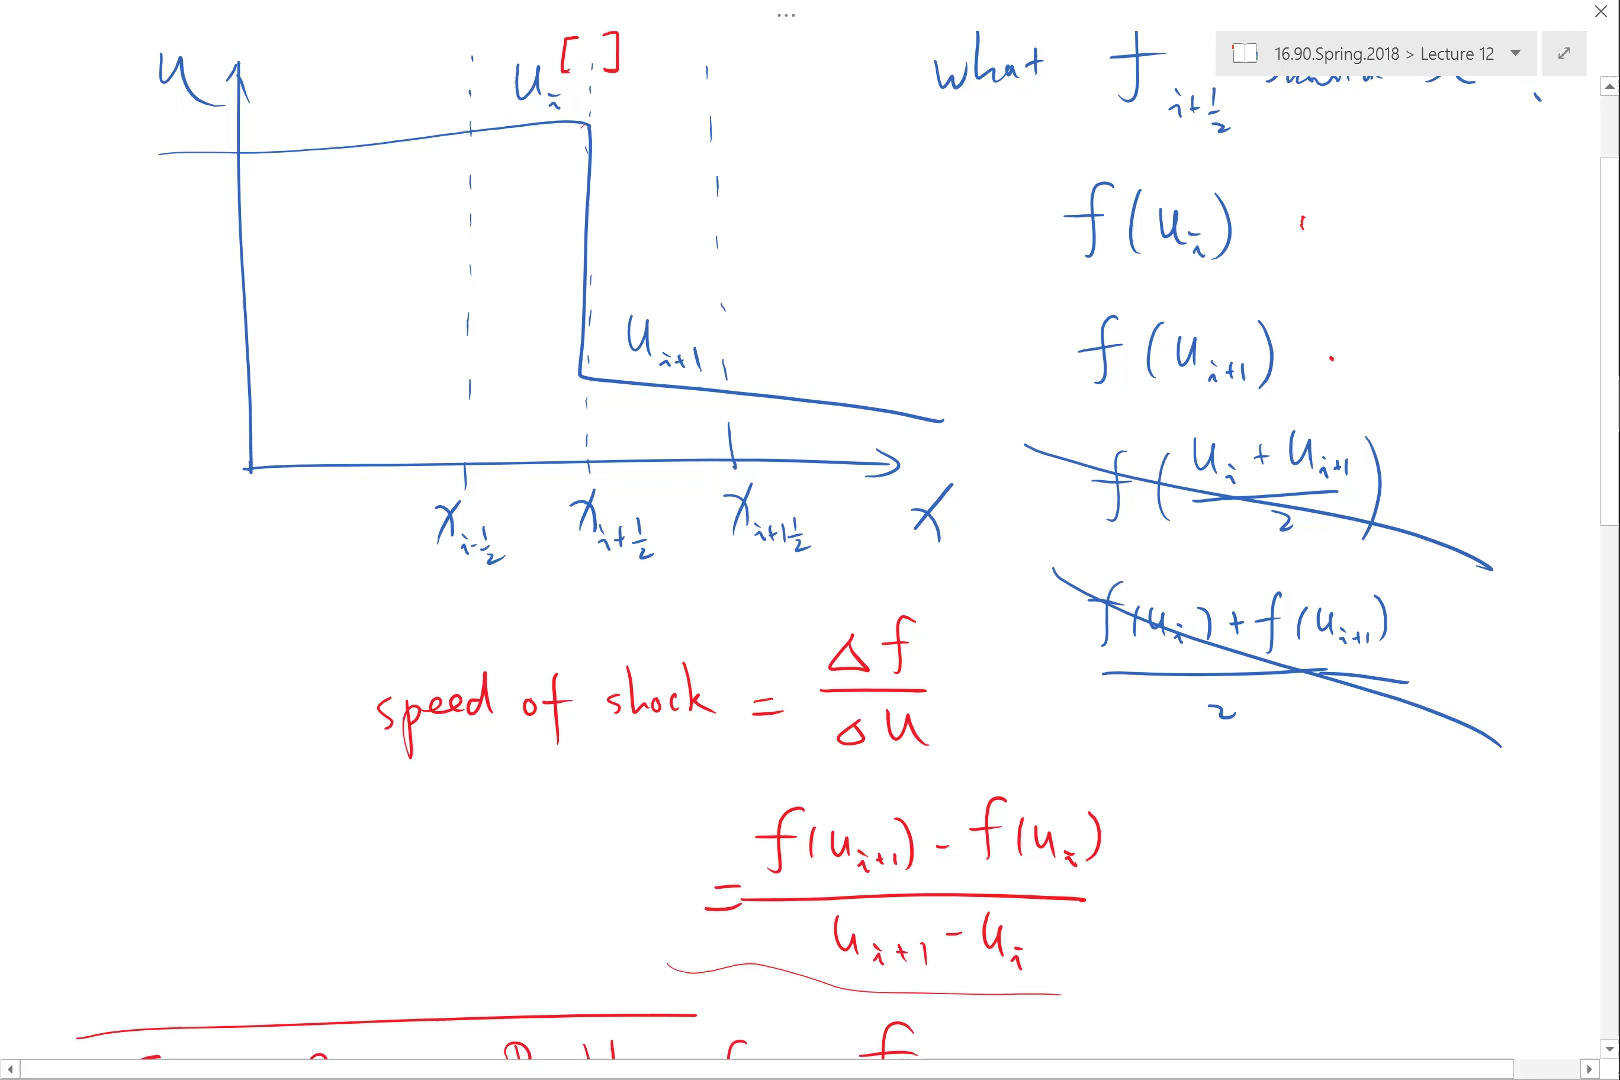 16.90.Spring.2018 > Lecture 12
u
u_i [ ]
what f_{i+1/2}
f(u_i)
u_{i+1}
f(u_{i+1})
f((u_i + u_{i+1})/2)
x_{i-1/2} x_{i+1/2} x_{i+1 1/2} x
(f(u_i) + f(u_{i+1}))/2
speed of shock = Δf/Δu
= (f(u_{i+1}) - f(u_i))/(u_{i+1} - u_i)